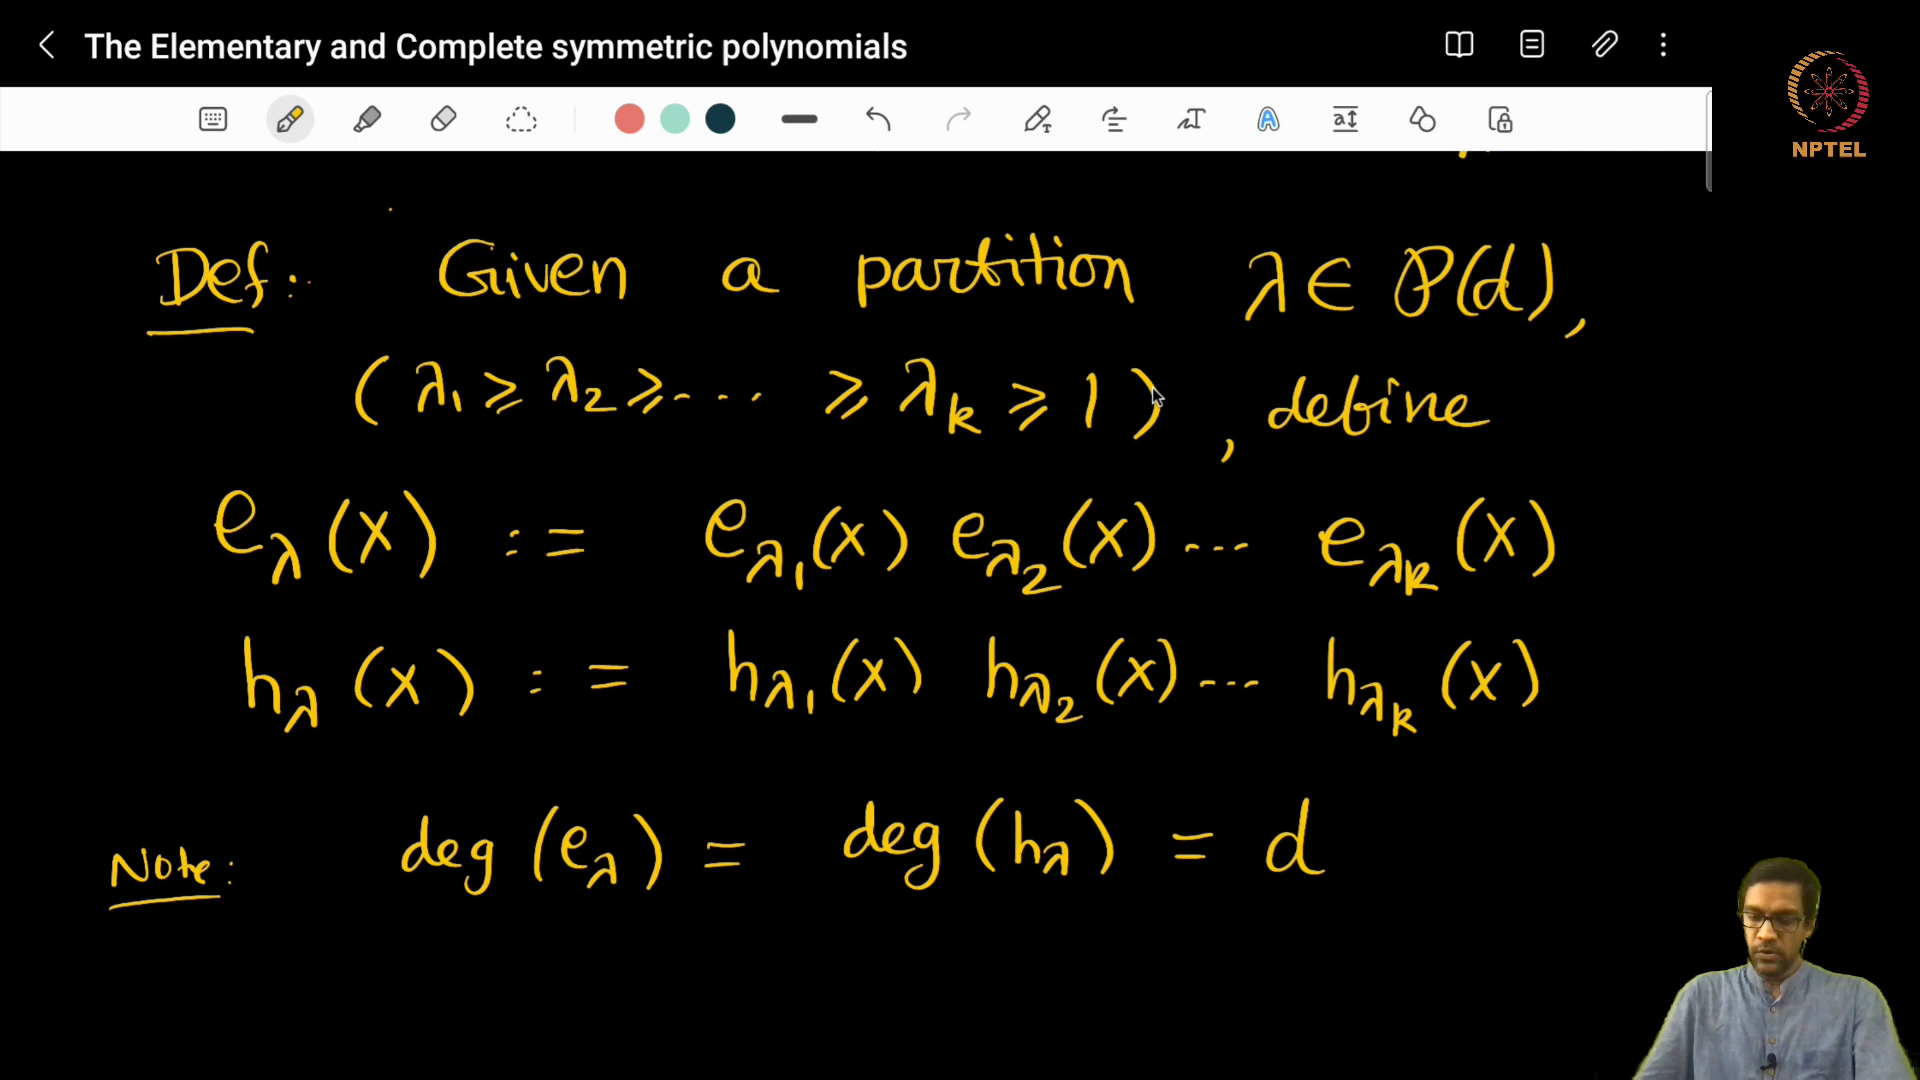 The Elementary and Complete symmetric polynomials
NPTEL
Def: Given a partition λ ∈ P(d),
(λ₁ ≥ λ₂ ≥ --... ≥ λₖ ≥ 1), define
e_λ(x) := e_λ₁(x) e_λ₂(x) --- e_λₖ(x)
h_λ(x) := h_λ₁(x) h_λ₂(x) --- h_λₖ(x)
Note: deg(e_λ) = deg(h_λ) = d